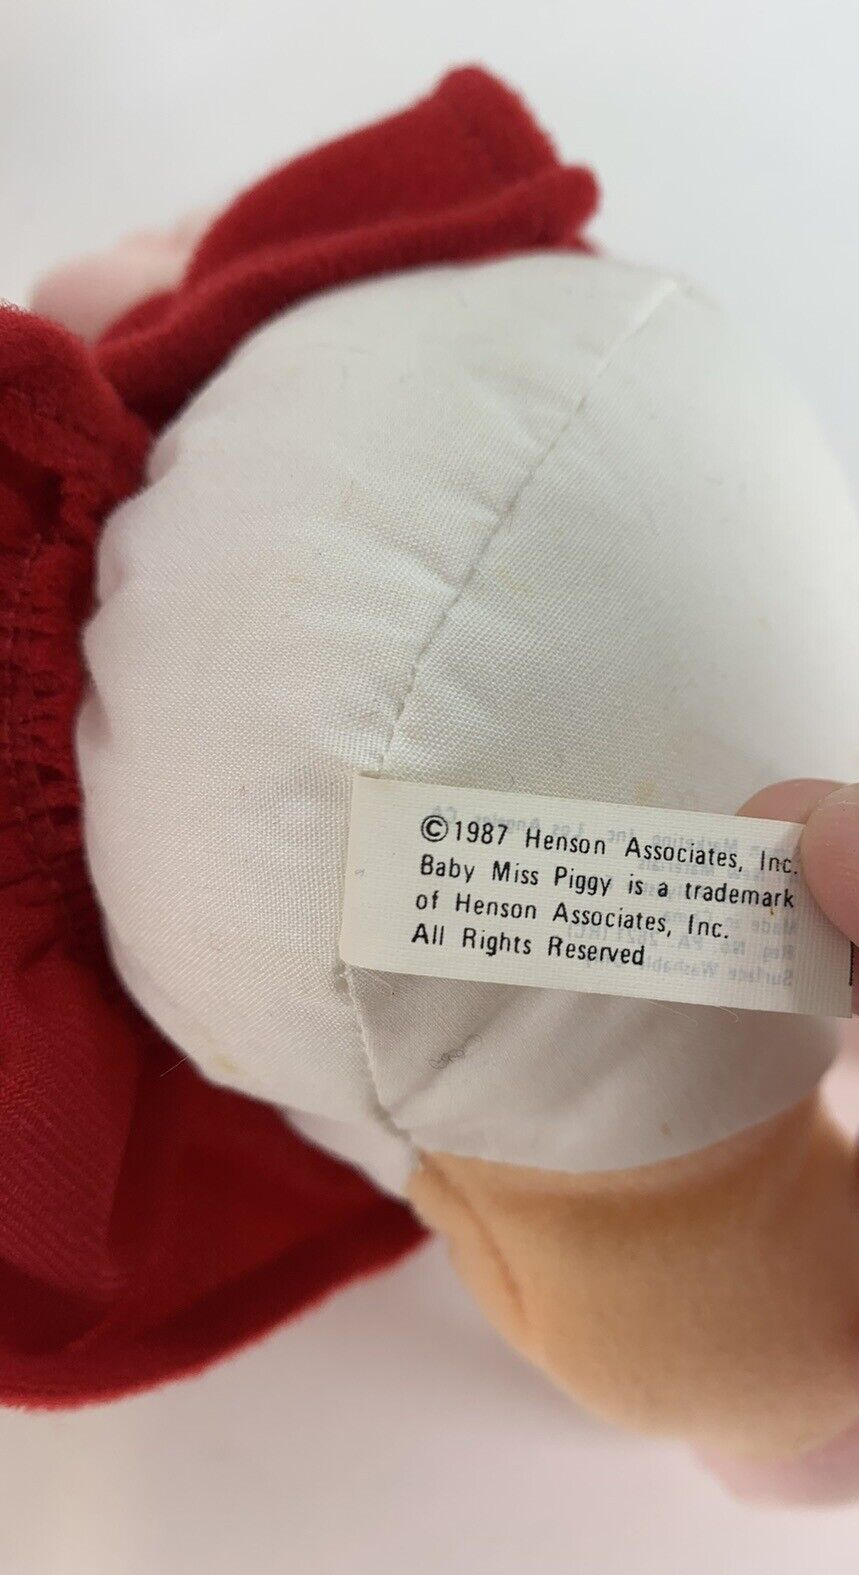 ©1987 Henson Associates, Inc.
Baby Miss Piggy is a trademark
of Henson Associates, Inc.
All Rights Reserved